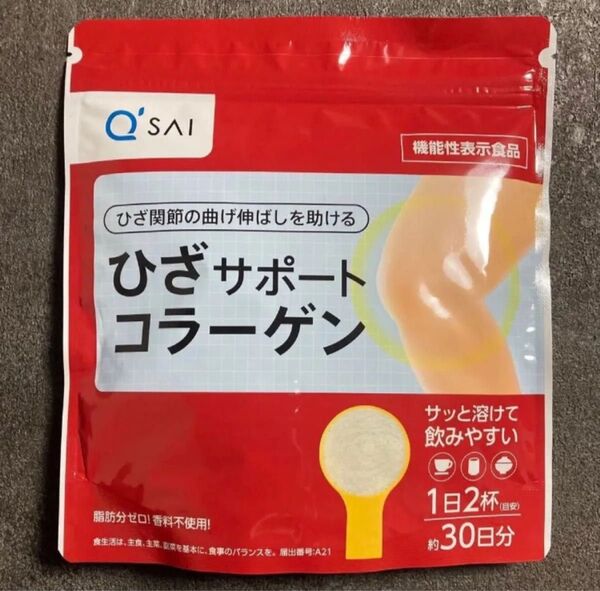 Q'SAI
機能性表示食品
ひざ関節の曲げ伸ばしを助ける
ひざサポート
コラーゲン
サッと溶けて
飲みやすい
1日2杯(目安)
約30日分
脂肪分ゼロ!香料不使用!
食生活は、主食、主菜、副菜を基本に、食事のバランスを。届出番号:A21